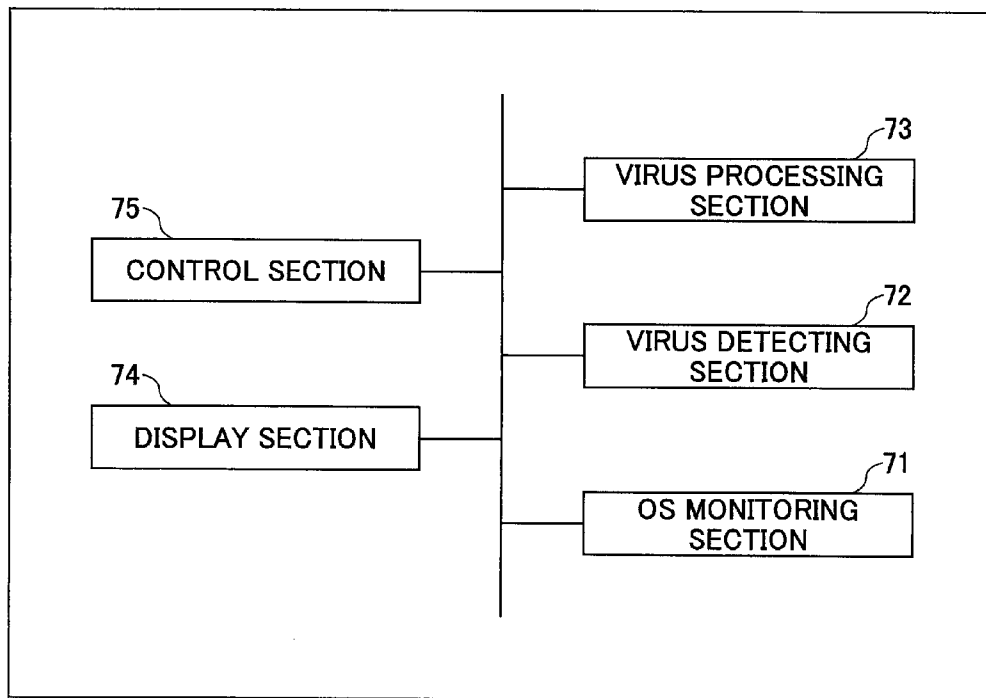 73
VIRUS PROCESSING
SECTION
75
CONTROL SECTION
72
VIRUS DETECTING
SECTION
74
DISPLAY SECTION
71
OS MONITORING
SECTION